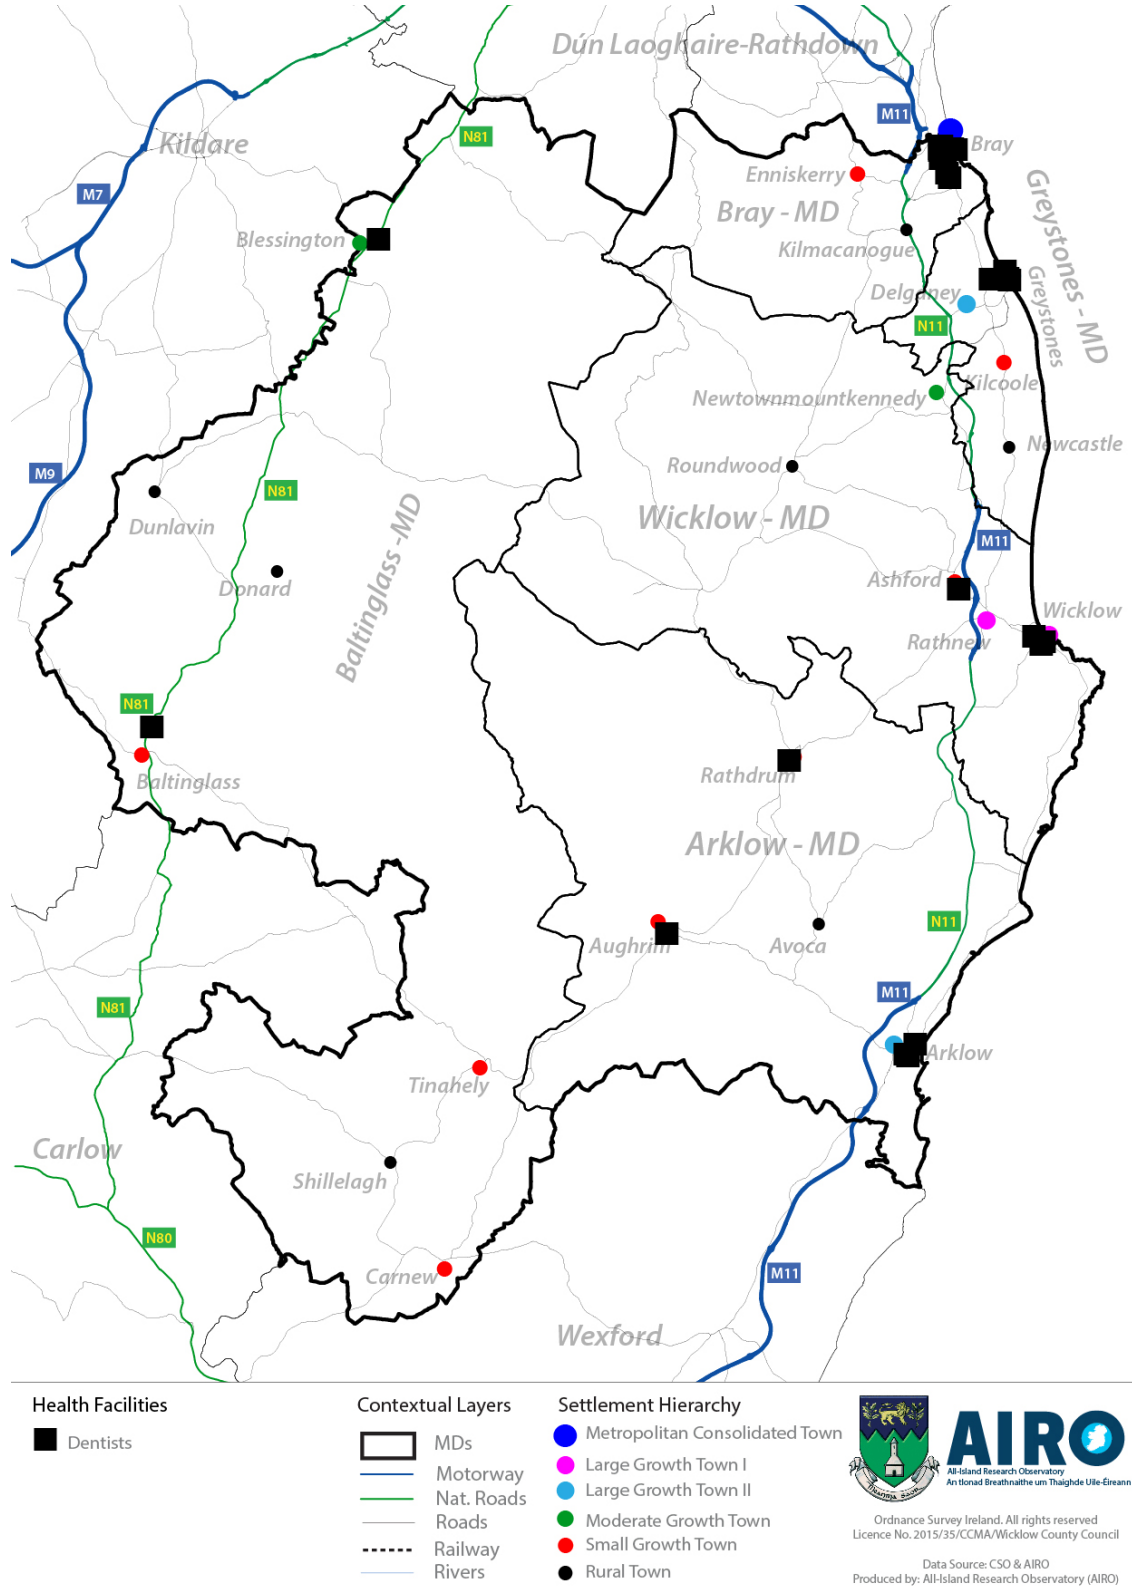 Dún Laoghaire-Rathdown
M11
N81
Kildare
Bray
M7
Enniskerry
Greystones - MD
Bray - MD
Blessington
Kilmacanogue
Delganey
Greystones
N11
Kilcoole
Newtownmountkennedy
Newcastle
Roundwood
M9
N81
Dunlavin
Wicklow - MD
M11
Baltinglass -MD
Ashford
Donard
Wicklow
Rathnew
N81
Rathdrum
Baltinglass
Arklow - MD
N11
Aughrim
Avoca
M11
N81
Arklow
Tinahely
Carlow
Shillelagh
N80
M11
Carnew
Wexford
Health Facilities
Dentists
Contextual Layers
MDs
Motorway
Nat. Roads
Roads
Railway
Rivers
Settlement Hierarchy
Metropolitan Consolidated Town
Large Growth Town I
Large Growth Town II
Moderate Growth Town
Small Growth Town
Rural Town
AIRO
All-Island Research Observatory
An tIonad Breathnaithe um Thaighde Uile-Éireann
Ordnance Survey Ireland. All rights reserved
Licence No. 2015/35/CCMA/Wicklow County Council
Data Source: CSO & AIRO
Produced by: All-Island Research Observatory (AIRO)